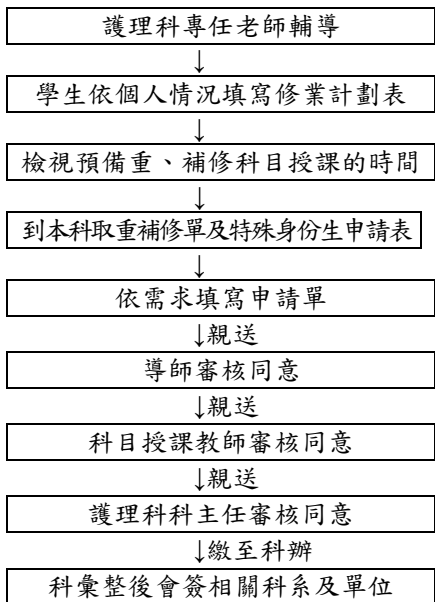 護理科專任老師輔導
↓
學生依個人情況填寫修業計劃表
↓
檢視預備重、補修科目授課的時間
↓
到本科取重補修單及特殊身份生申請表
↓
依需求填寫申請單
↓親送
導師審核同意
↓親送
科目授課教師審核同意
↓親送
護理科科主任審核同意
↓繳至科辦
科彙整後會簽相關科系及單位